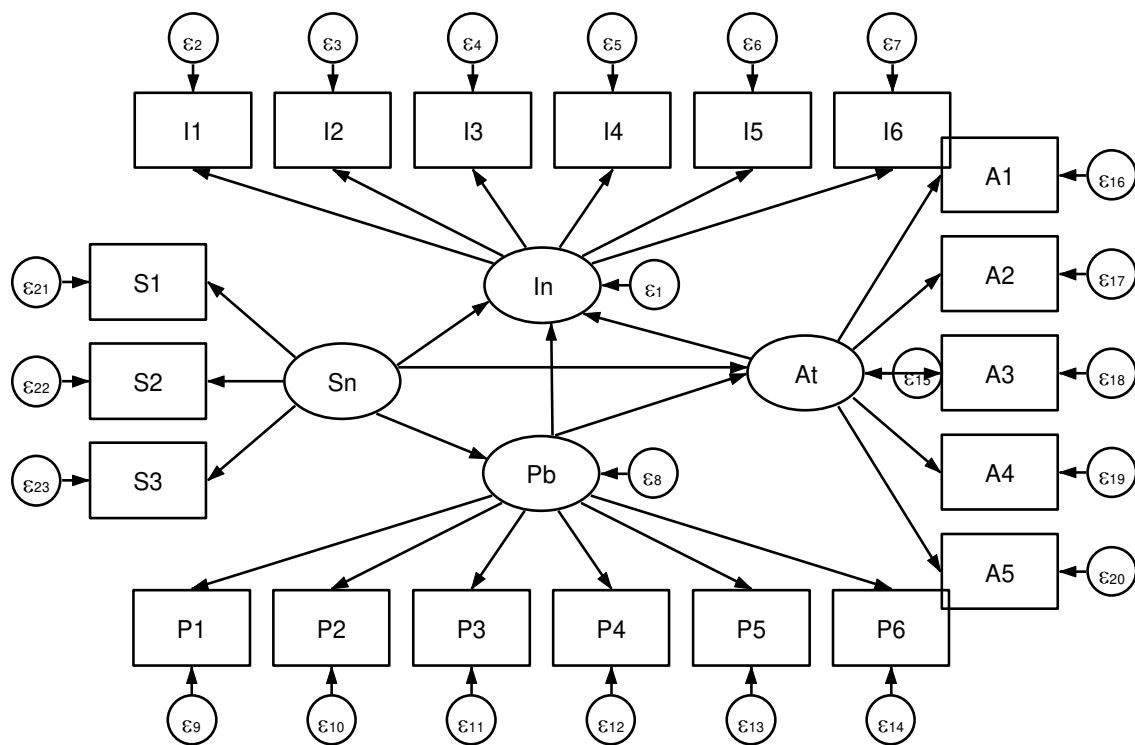 ε2 ε3 ε4 ε5 ε6 ε7
I1 I2 I3 I4 I5 I6
A1 ε16
ε21 S1 In ε1 A2 ε17
ε22 S2 Sn At ε15 A3 ε18
ε23 S3 Pb ε8 A4 ε19
A5 ε20
P1 P2 P3 P4 P5 P6
ε9 ε10 ε11 ε12 ε13 ε14